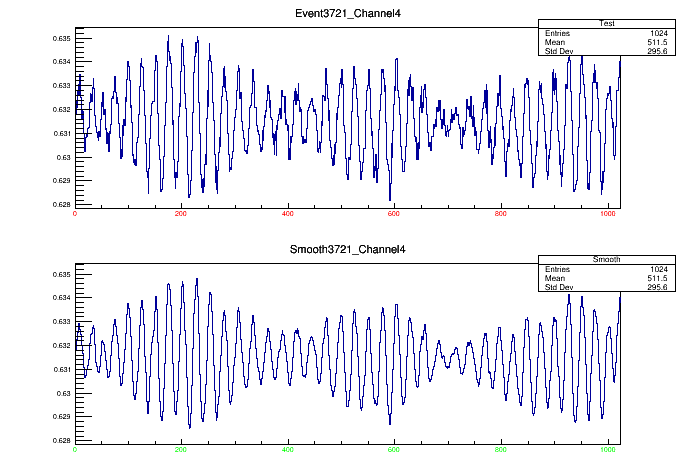 Event3721_Channel4
Test
Entries 1024
Mean 511.5
Std Dev 295.6
0.635
0.634
0.633
0.632
0.631
0.63
0.629
0.628
0 200 400 600 800 1000
Smooth3721_Channel4
Smooth
Entries 1024
Mean 511.5
Std Dev 295.6
0.635
0.634
0.633
0.632
0.631
0.63
0.629
0.628
0 200 400 600 800 1000